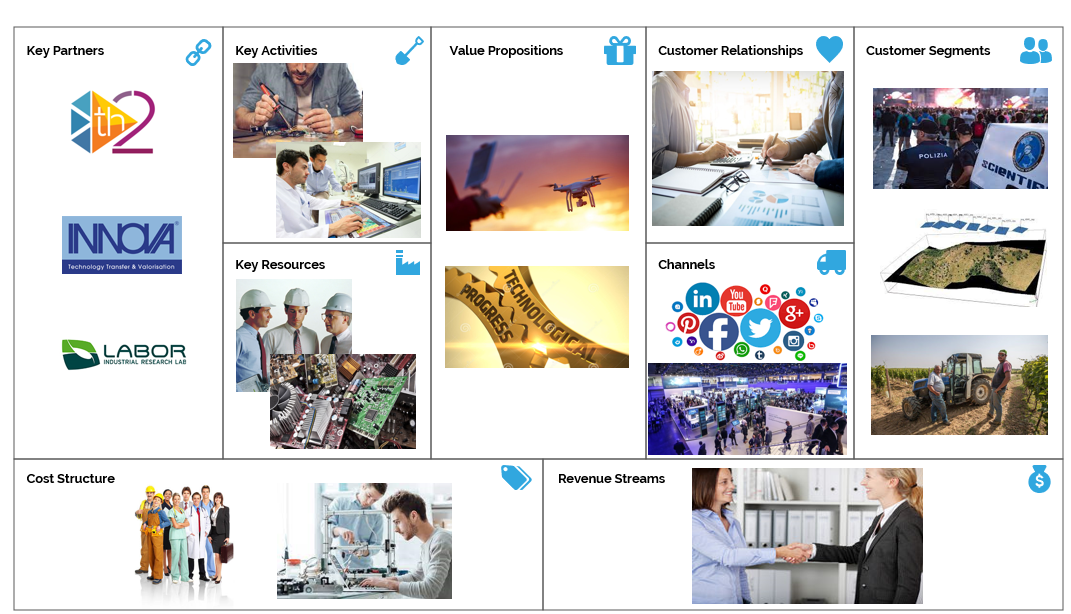 Key Partners
th2
INNOVA
Technology Transfer & Valorisation
LABOR
INDUSTRIAL RESEARCH LAB
Key Activities
Key Resources
Value Propositions
PROGRESS
TECHNOLOGICAL
Customer Relationships
Channels
in
You
Tube
g+
Customer Segments
POLIZIA
SCIENTIFI
Cost Structure
Revenue Streams
$